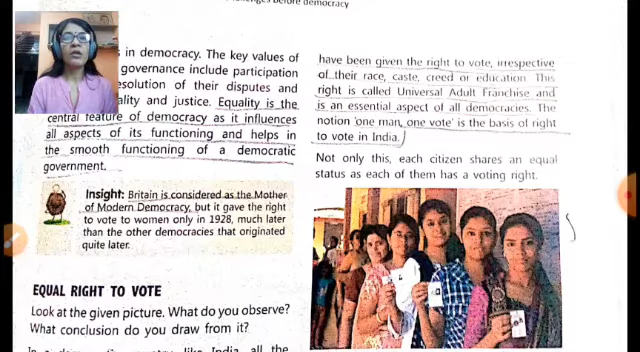 before democracy
in democracy. The key values of
governance include participation
resolution of their disputes and
and justice. Equality is the
central feature of democracy as it influences
all aspects of its functioning and helps in
the smooth functioning of a democratic
government.
Insight: Britain is considered as the Mother
of Modern Democracy, but it gave the right
to vote to women only in 1928, much later
than the other democracies that originated
quite later.
EQUAL RIGHT TO VOTE
Look at the given picture. What do you observe?
What conclusion do you draw from it?
like India, all the
have been given the right to vote, irrespective
of their race, caste, creed or education. This
right is called Universal Adult Franchise and
is an essential aspect of all democracies. The
notion 'one man, one vote' is the basis of right
to vote in India.
Not only this, each citizen shares an equal
status as each of them has a voting right.